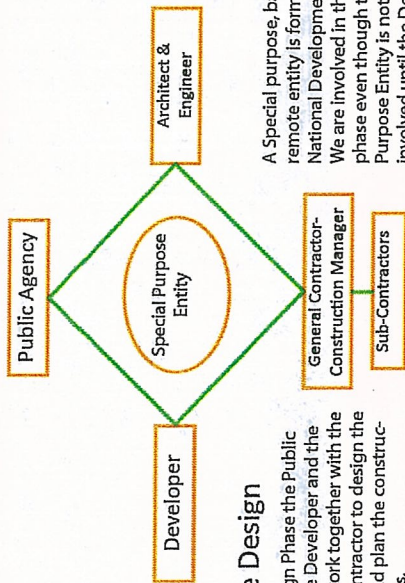 Public Agency
Developer
Special Purpose
Entity
Architect &
Engineer
General Contractor-
Construction Manager
Sub-Contractors
e Design
gn Phase the Public
e Developer and the
ork together with the
ntractor to design the
d plan the construc-
A Special purpose, ba
remote entity is form
National Developme
We are involved in th
phase even though t
Purpose Entity is not
involved until the De